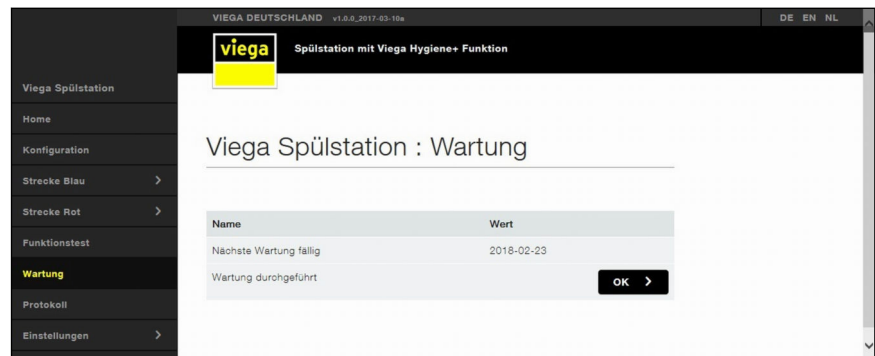 VIEGA DEUTSCHLAND v1.0.0_2017-03-10a
DE EN NL
viega
Spülstation mit Viega Hygiene+ Funktion
Viega Spülstation
Home
Konfiguration
Strecke Blau
Strecke Rot
Funktionstest
Wartung
Protokoll
Einstellungen
Viega Spülstation : Wartung
Name Wert
Nächste Wartung fällig 2018-02-23
Wartung durchgeführt OK